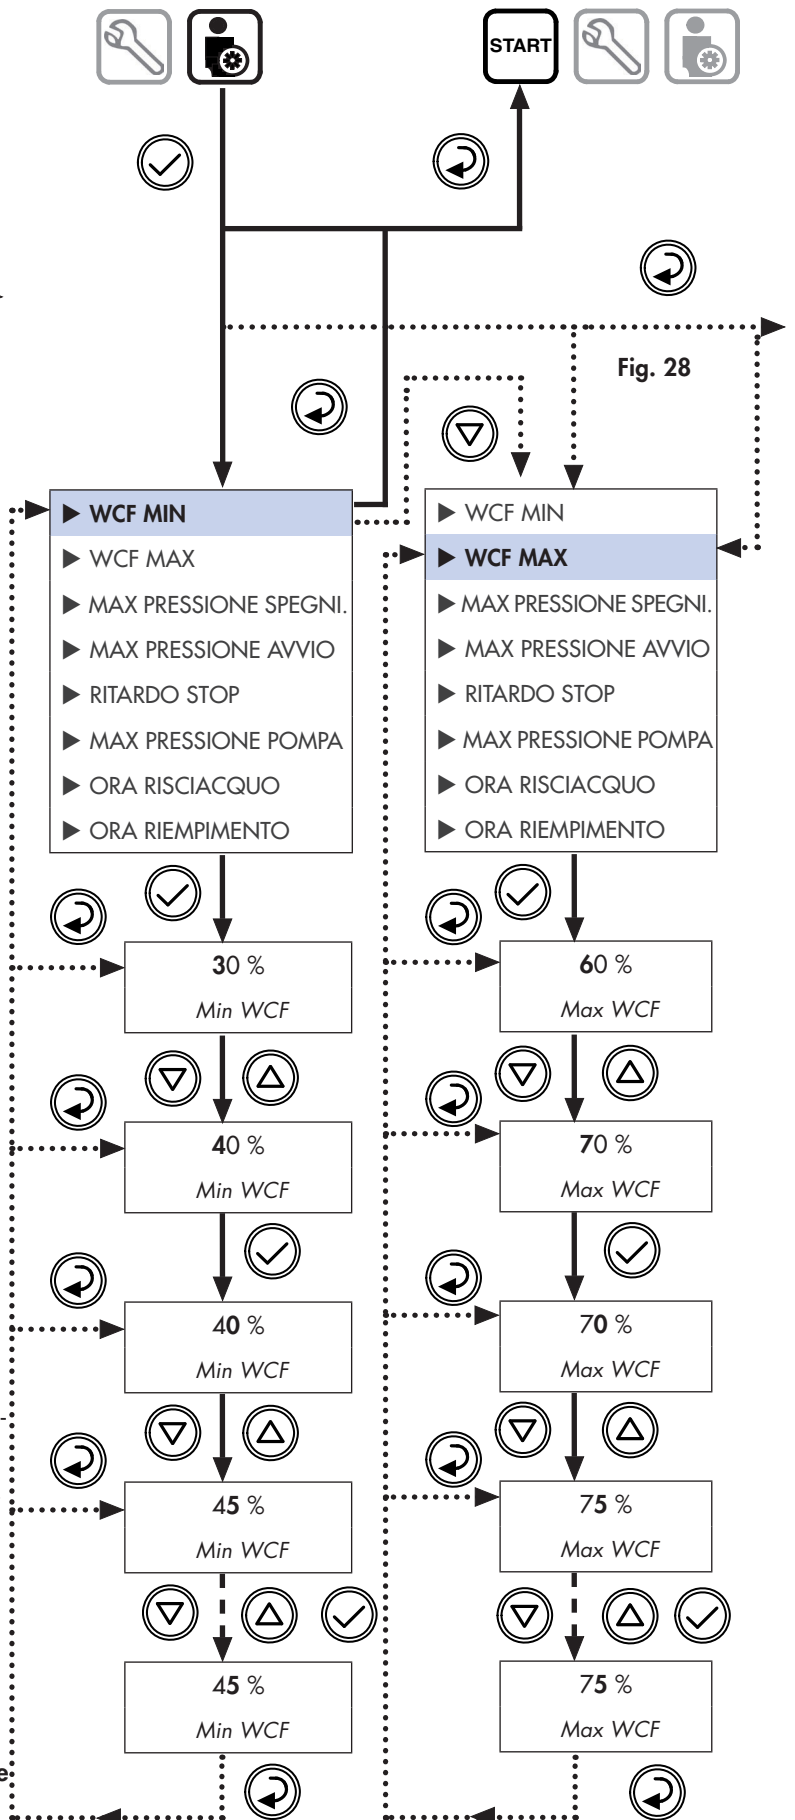 START
Fig. 28
▶ WCF MIN
▶ WCF MAX
▶ MAX PRESSIONE SPEGNI.
▶ MAX PRESSIONE AVVIO
▶ RITARDO STOP
▶ MAX PRESSIONE POMPA
▶ ORA RISCIACQUO
▶ ORA RIEMPIMENTO
30 %
Min WCF
40 %
Min WCF
40 %
Min WCF
45 %
Min WCF
45 %
Min WCF
▶ WCF MIN
▶ WCF MAX
▶ MAX PRESSIONE SPEGNI.
▶ MAX PRESSIONE AVVIO
▶ RITARDO STOP
▶ MAX PRESSIONE POMPA
▶ ORA RISCIACQUO
▶ ORA RIEMPIMENTO
60 %
Max WCF
70 %
Max WCF
70 %
Max WCF
75 %
Max WCF
75 %
Max WCF